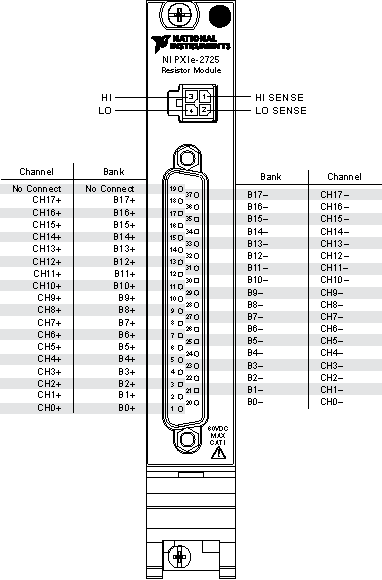 NATIONAL
INSTRUMENTS
NI PXIe-2725
Resistor Module
HI 3 1 HI SENSE
LO 4 2 LO SENSE
Channel Bank
No Connect No Connect 19
CH17+ B17+ 18
CH16+ B16+ 17
CH15+ B15+ 16
CH14+ B14+ 15
CH13+ B13+ 14
CH12+ B12+ 13
CH11+ B11+ 12
CH10+ B10+ 11
CH9+ B9+ 10
CH8+ B8+ 9
CH7+ B7+ 8
CH6+ B6+ 7
CH5+ B5+ 6
CH4+ B4+ 5
CH3+ B3+ 4
CH2+ B2+ 3
CH1+ B1+ 2
CH0+ B0+ 1
Bank Channel
37 B17– CH17–
36 B16– CH16–
35 B15– CH15–
34 B14– CH14–
33 B13– CH13–
32 B12– CH12–
31 B11– CH11–
30 B10– CH10–
29 B9– CH9–
28 B8– CH8–
27 B7– CH7–
26 B6– CH6–
25 B5– CH5–
24 B4– CH4–
23 B3– CH3–
22 B2– CH2–
21 B1– CH1–
20 B0– CH0–
60VDC
MAX
CAT I